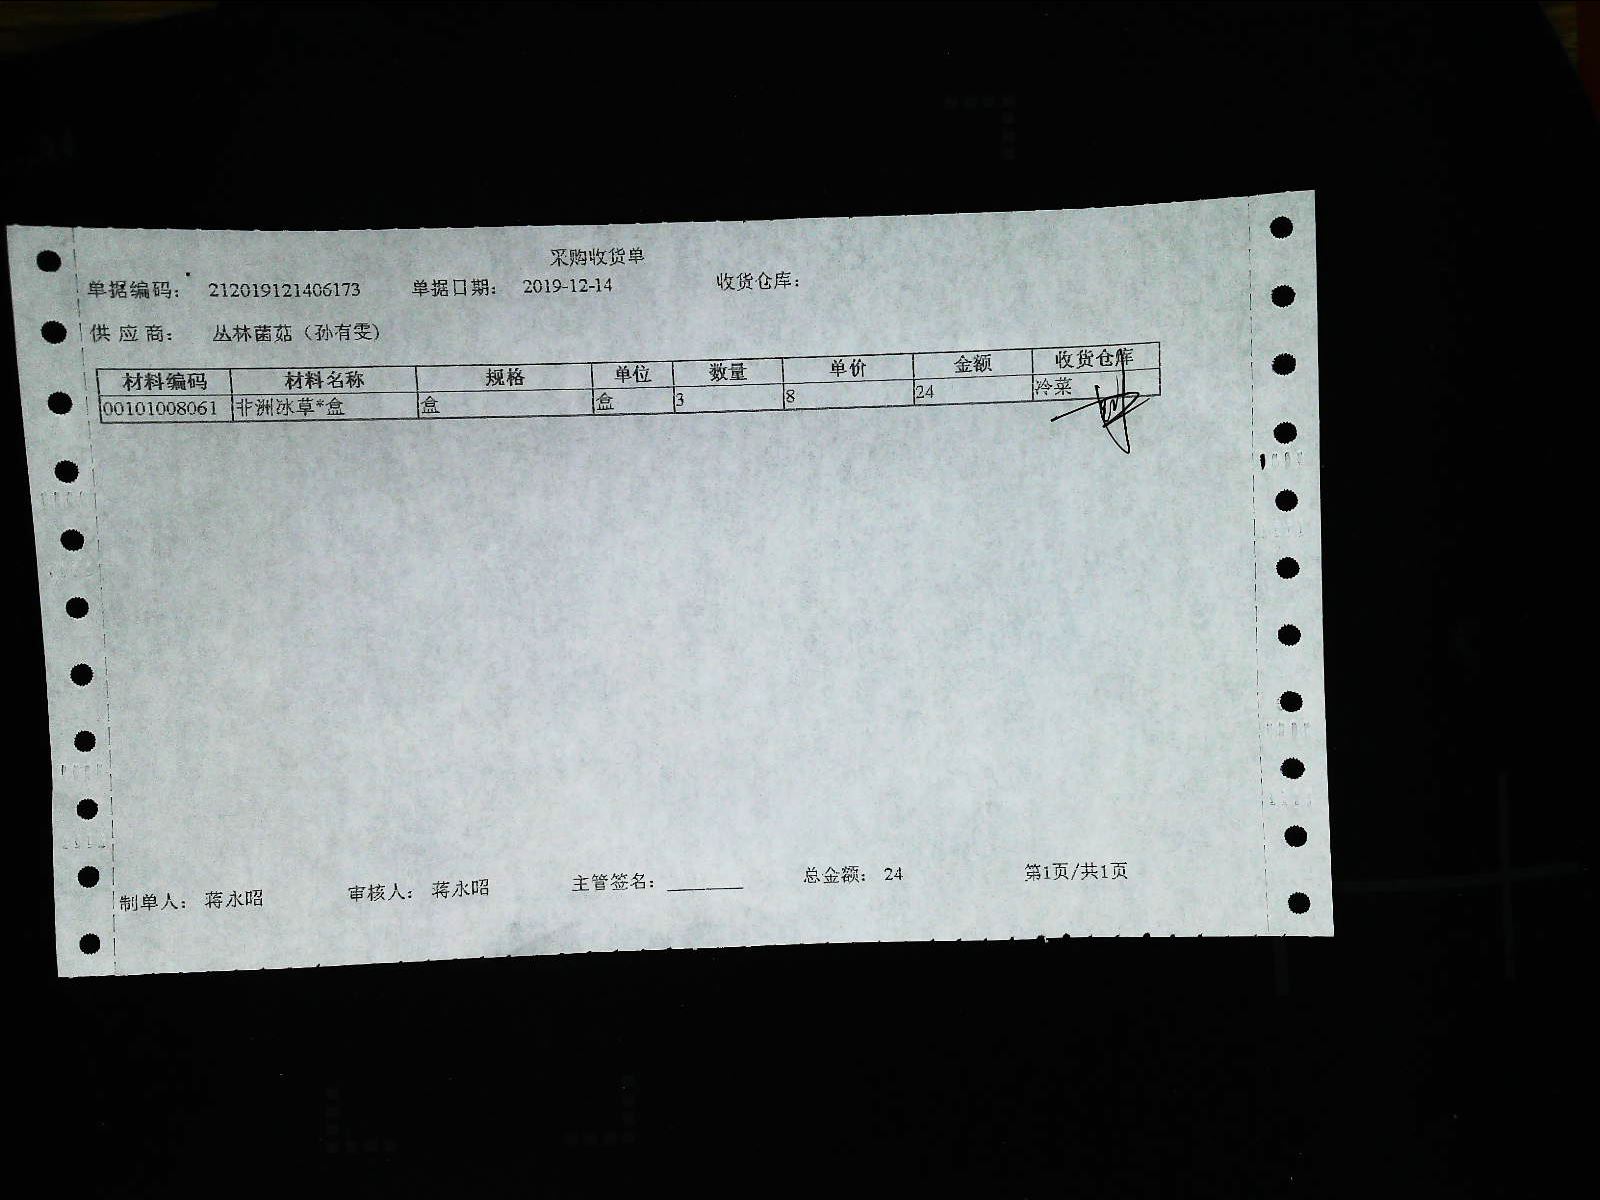 采购收货单
单据编码： 212019121406173 单据日期： 2019-12-14 收货仓库：
供 应 商： 丛林菌菇（孙有雯）
材料编码 材料名称 规格 单位 数量 单价 金额 收货仓库
00101008061 非洲冰草*盒 盒 盒 3 8 24 冷菜
制单人： 蒋永昭 审核人： 蒋永昭 主管签名：________ 总金额： 24 第1页/共1页